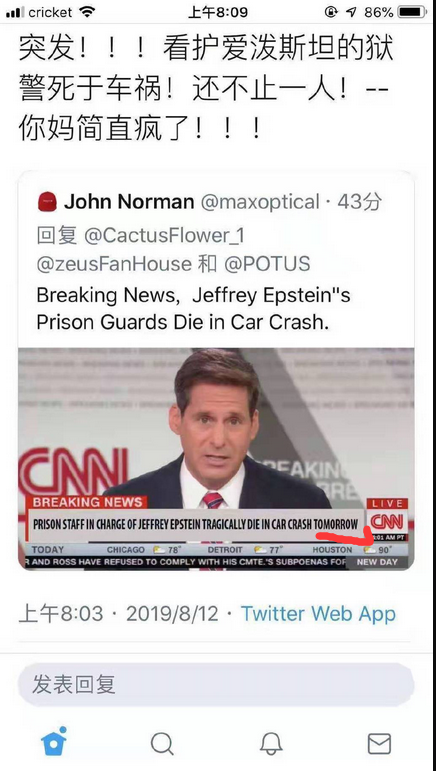 cricket 上午8:09 86%
突发！！！看护爱泼斯坦的狱
警死于车祸！还不止一人！--
你妈简直疯了！！！
John Norman @maxoptical · 43分
回复 @CactusFlower_1
@zeusFanHouse 和 @POTUS
Breaking News, Jeffrey Epstein"s
Prison Guards Die in Car Crash.
CNN
BREAKING NEWS
LIVE
PRISON STAFF IN CHARGE OF JEFFREY EPSTEIN TRAGICALLY DIE IN CAR CRASH TOMORROW
CNN
:01 AM PT
TODAY CHICAGO 78° DETROIT 77° HOUSTON 90°
R AND ROSS HAVE REFUSED TO COMPLY WITH HIS CMTE.'S SUBPOENAS FOR NEW DAY
上午8:03 · 2019/8/12 · Twitter Web App
发表回复